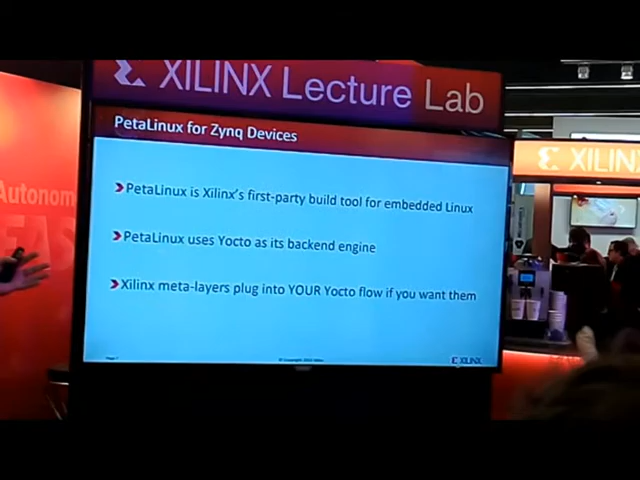 XILINX Lecture Lab
PetaLinux for Zynq Devices
PetaLinux is Xilinx's first-party build tool for embedded Linux
PetaLinux uses Yocto as its backend engine
Xilinx meta-layers plug into YOUR Yocto flow if you want them
XILINX
XILIN
Autonom
EAS